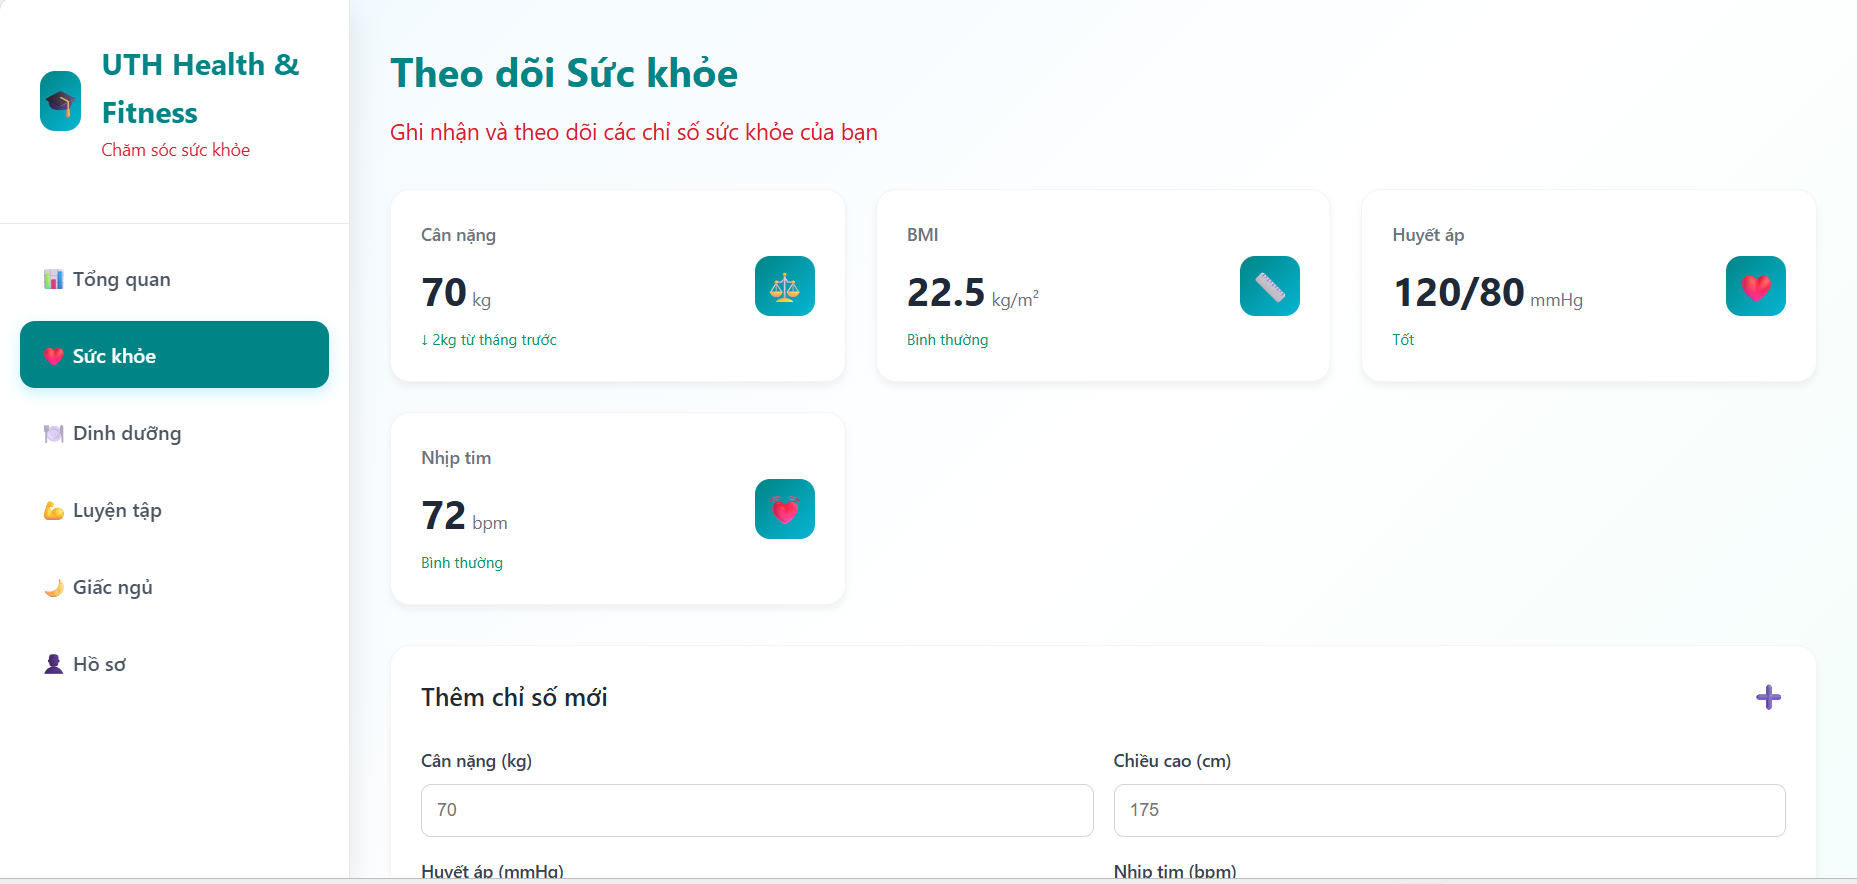 UTH Health &
Fitness
Chăm sóc sức khỏe
Tổng quan
Sức khỏe
Dinh dưỡng
Luyện tập
Giấc ngủ
Hồ sơ
Theo dõi Sức khỏe
Ghi nhận và theo dõi các chỉ số sức khỏe của bạn
Cân nặng
70 kg
↓ 2kg từ tháng trước
BMI
22.5 kg/m²
Bình thường
Huyết áp
120/80 mmHg
Tốt
Nhịp tim
72 bpm
Bình thường
Thêm chỉ số mới
Cân nặng (kg)
70
Chiều cao (cm)
175
Huyết áp (mmHg)
Nhịp tim (bpm)